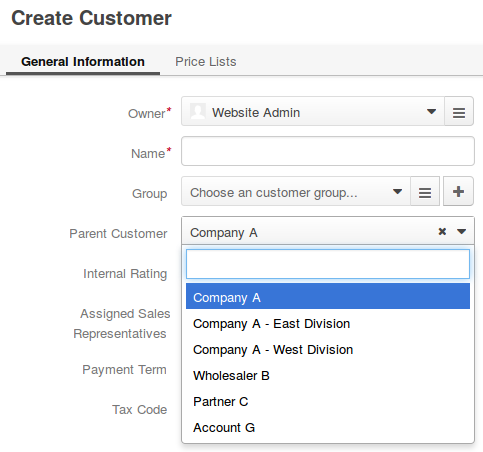 Create Customer
General Information Price Lists
Owner* Website Admin
Name*
Group Choose an customer group...
Parent Customer Company A
Internal Rating
Company A
Assigned Sales Representatives
Company A - East Division
Company A - West Division
Payment Term
Wholesaler B
Partner C
Tax Code
Account G